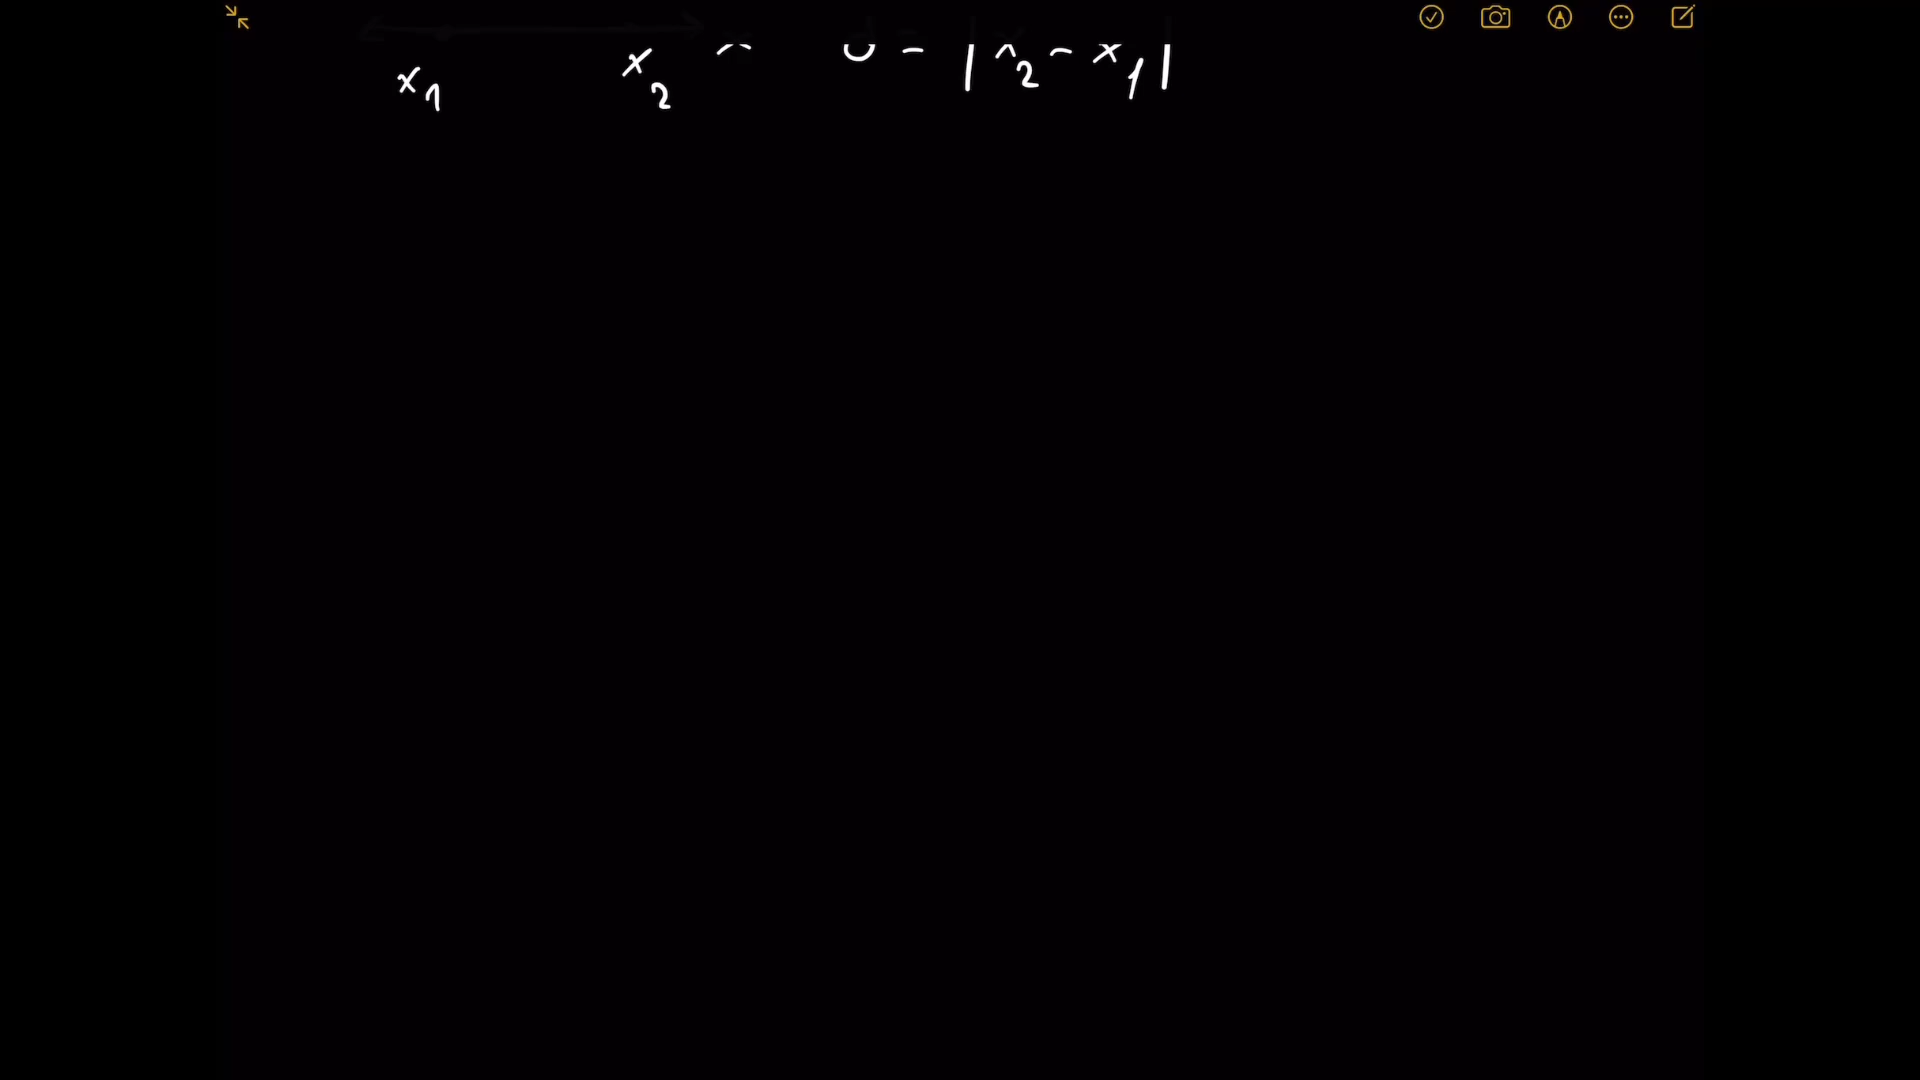 x₁ x₂ x d = |x₂ - x₁|